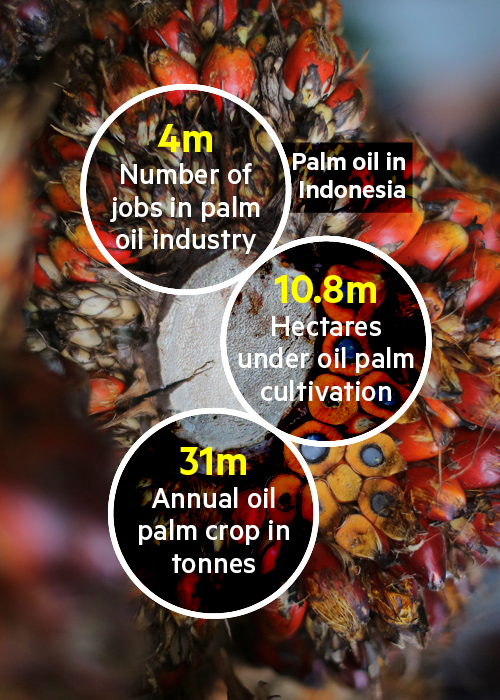 4m
Number of
jobs in palm
oil industry
Palm oil in
Indonesia
10.8m
Hectares
under oil palm
cultivation
31m
Annual oil
palm crop in
tonnes